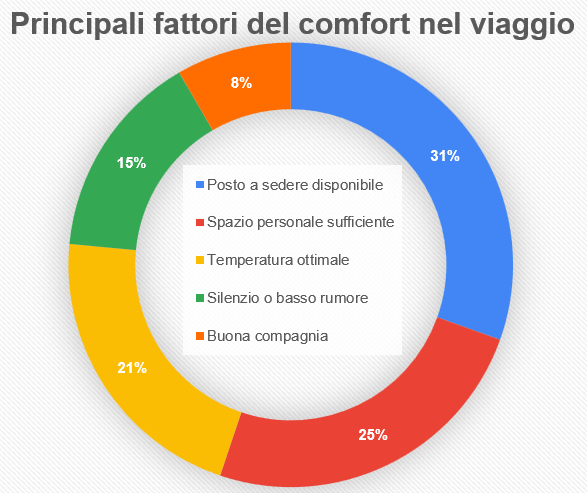 Principali fattori del comfort nel viaggio
8%
31%
15%
Posto a sedere disponibile
Spazio personale sufficiente
Temperatura ottimale
Silenzio o basso rumore
Buona compagnia
21%
25%